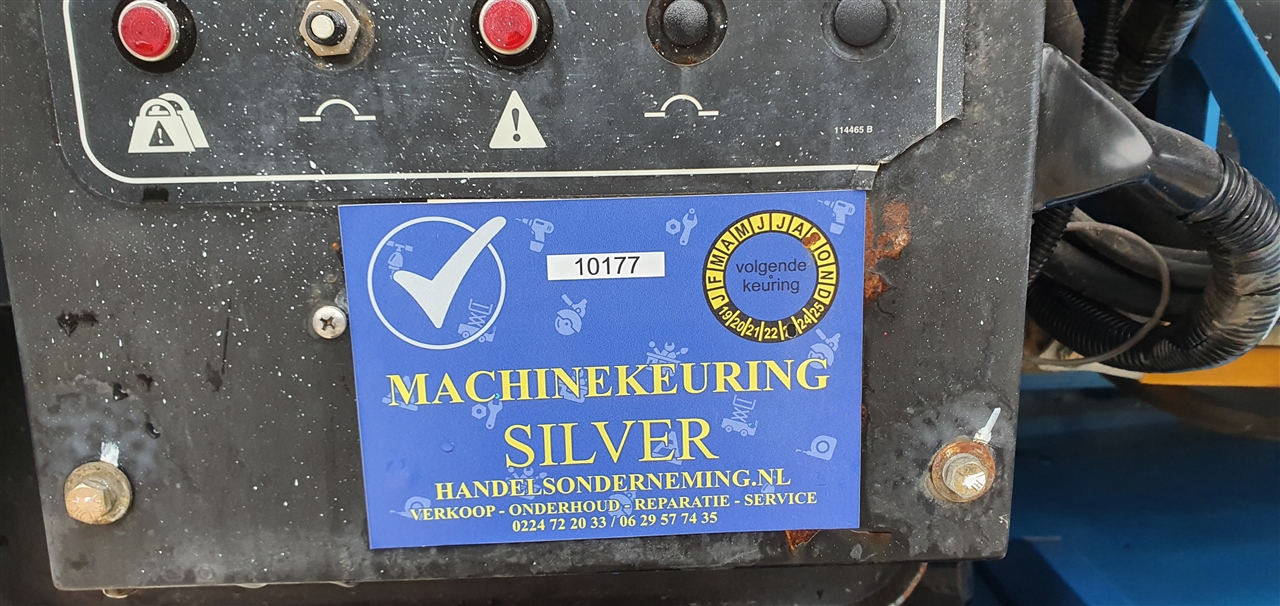 114465 B
10177
J F M A M J J A O N D
volgende
keuring
19 20 21 22 24 25
MACHINEKEURING
SILVER
HANDELSONDERNEMING.NL
VERKOOP - ONDERHOUD - REPARATIE - SERVICE
0224 72 20 33 / 06 29 57 74 35